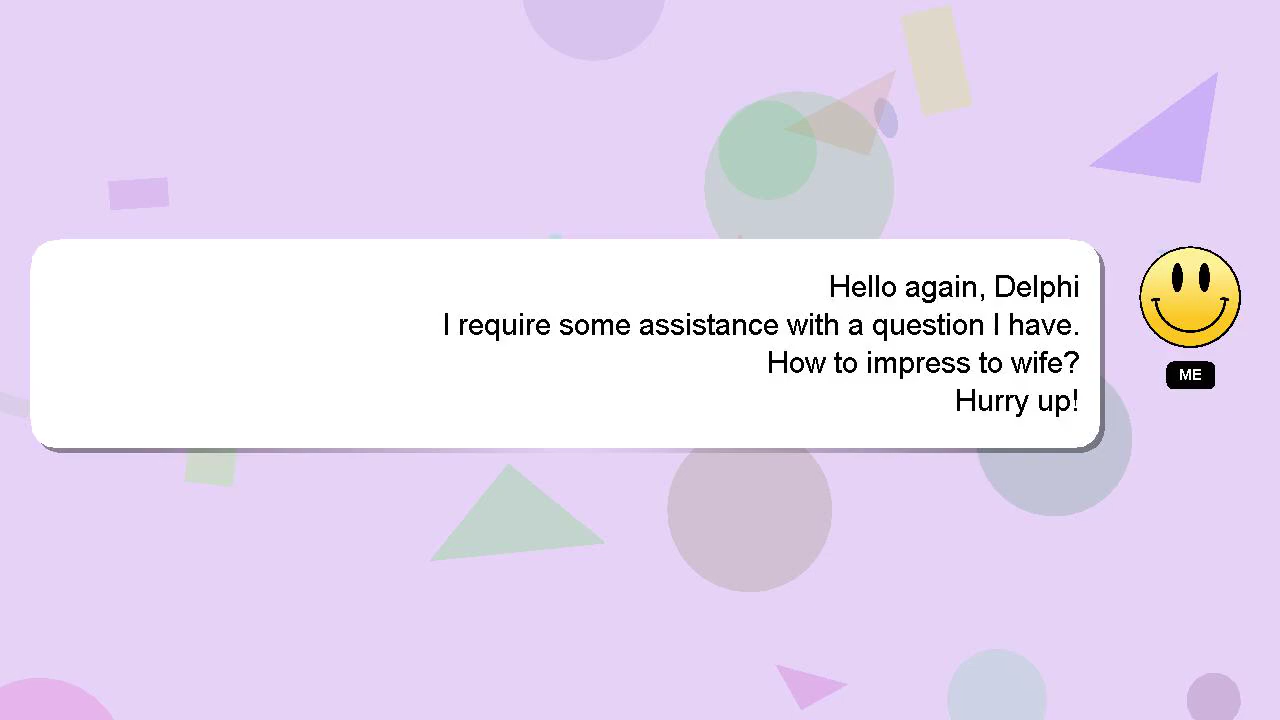 Hello again, Delphi
I require some assistance with a question I have.
How to impress to wife?
Hurry up!
ME